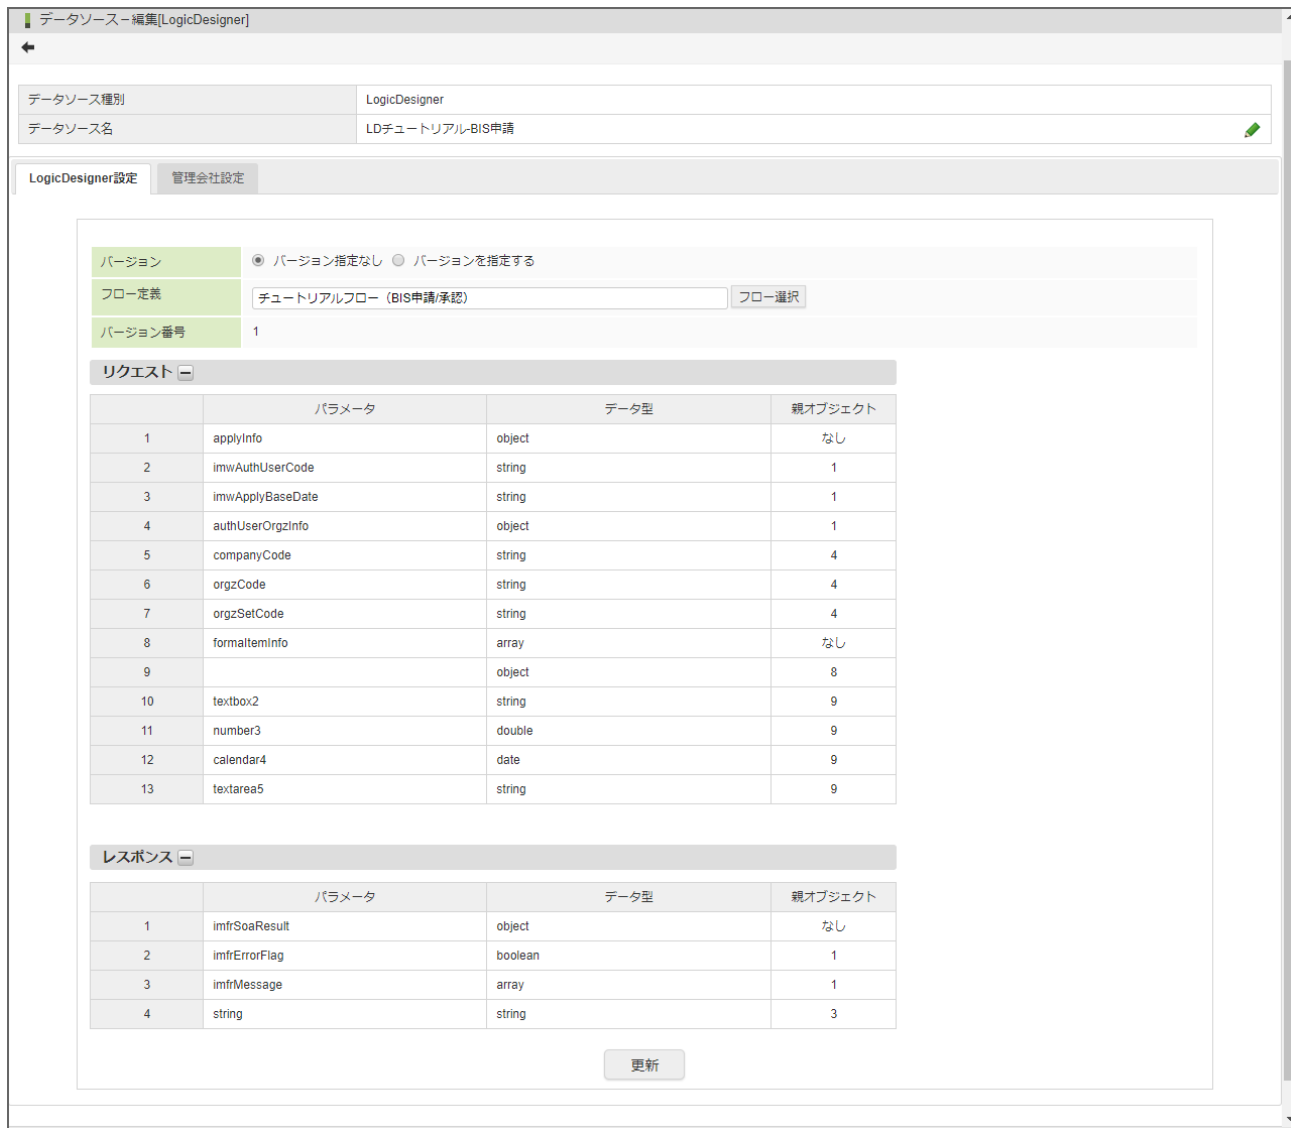 データソース－編集[LogicDesigner]
データソース種別 LogicDesigner
データソース名 LDチュートリアル-BIS申請
LogicDesigner設定 管理会社設定
バージョン バージョン指定なし バージョンを指定する
フロー定義 チュートリアルフロー（BIS申請/承認） フロー選択
バージョン番号 1
リクエスト
パラメータ データ型 親オブジェクト
1 applyInfo object なし
2 imwAuthUserCode string 1
3 imwApplyBaseDate string 1
4 authUserOrgzInfo object 1
5 companyCode string 4
6 orgzCode string 4
7 orgzSetCode string 4
8 formaItemInfo array なし
9 object 8
10 textbox2 string 9
11 number3 double 9
12 calendar4 date 9
13 textarea5 string 9
レスポンス
パラメータ データ型 親オブジェクト
1 imfrSoaResult object なし
2 imfrErrorFlag boolean 1
3 imfrMessage array 1
4 string string 3
更新